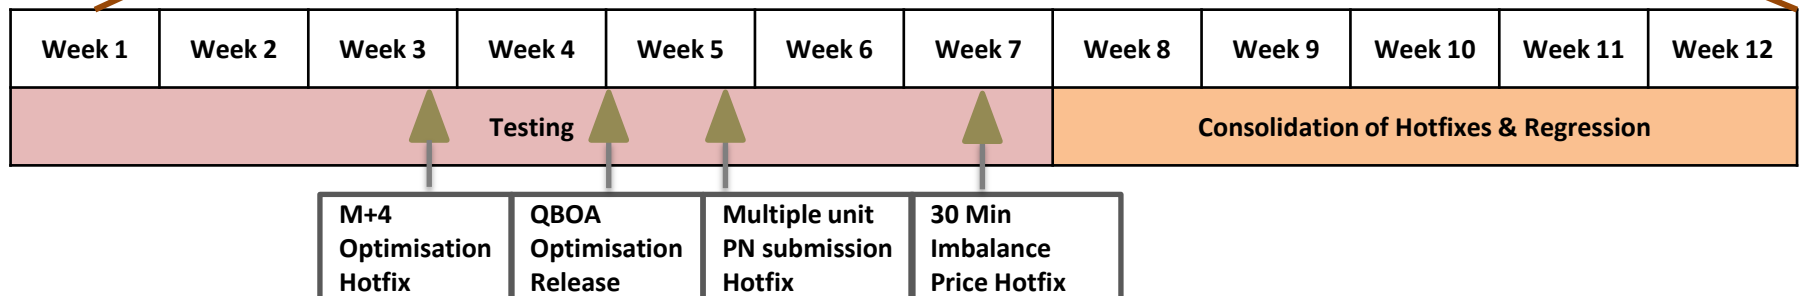 Week 1 Week 2 Week 3 Week 4 Week 5 Week 6 Week 7 Week 8 Week 9 Week 10 Week 11 Week 12
Testing Consolidation of Hotfixes & Regression
M+4
Optimisation
Hotfix
QBOA
Optimisation
Release
Multiple unit
PN submission
Hotfix
30 Min
Imbalance
Price Hotfix